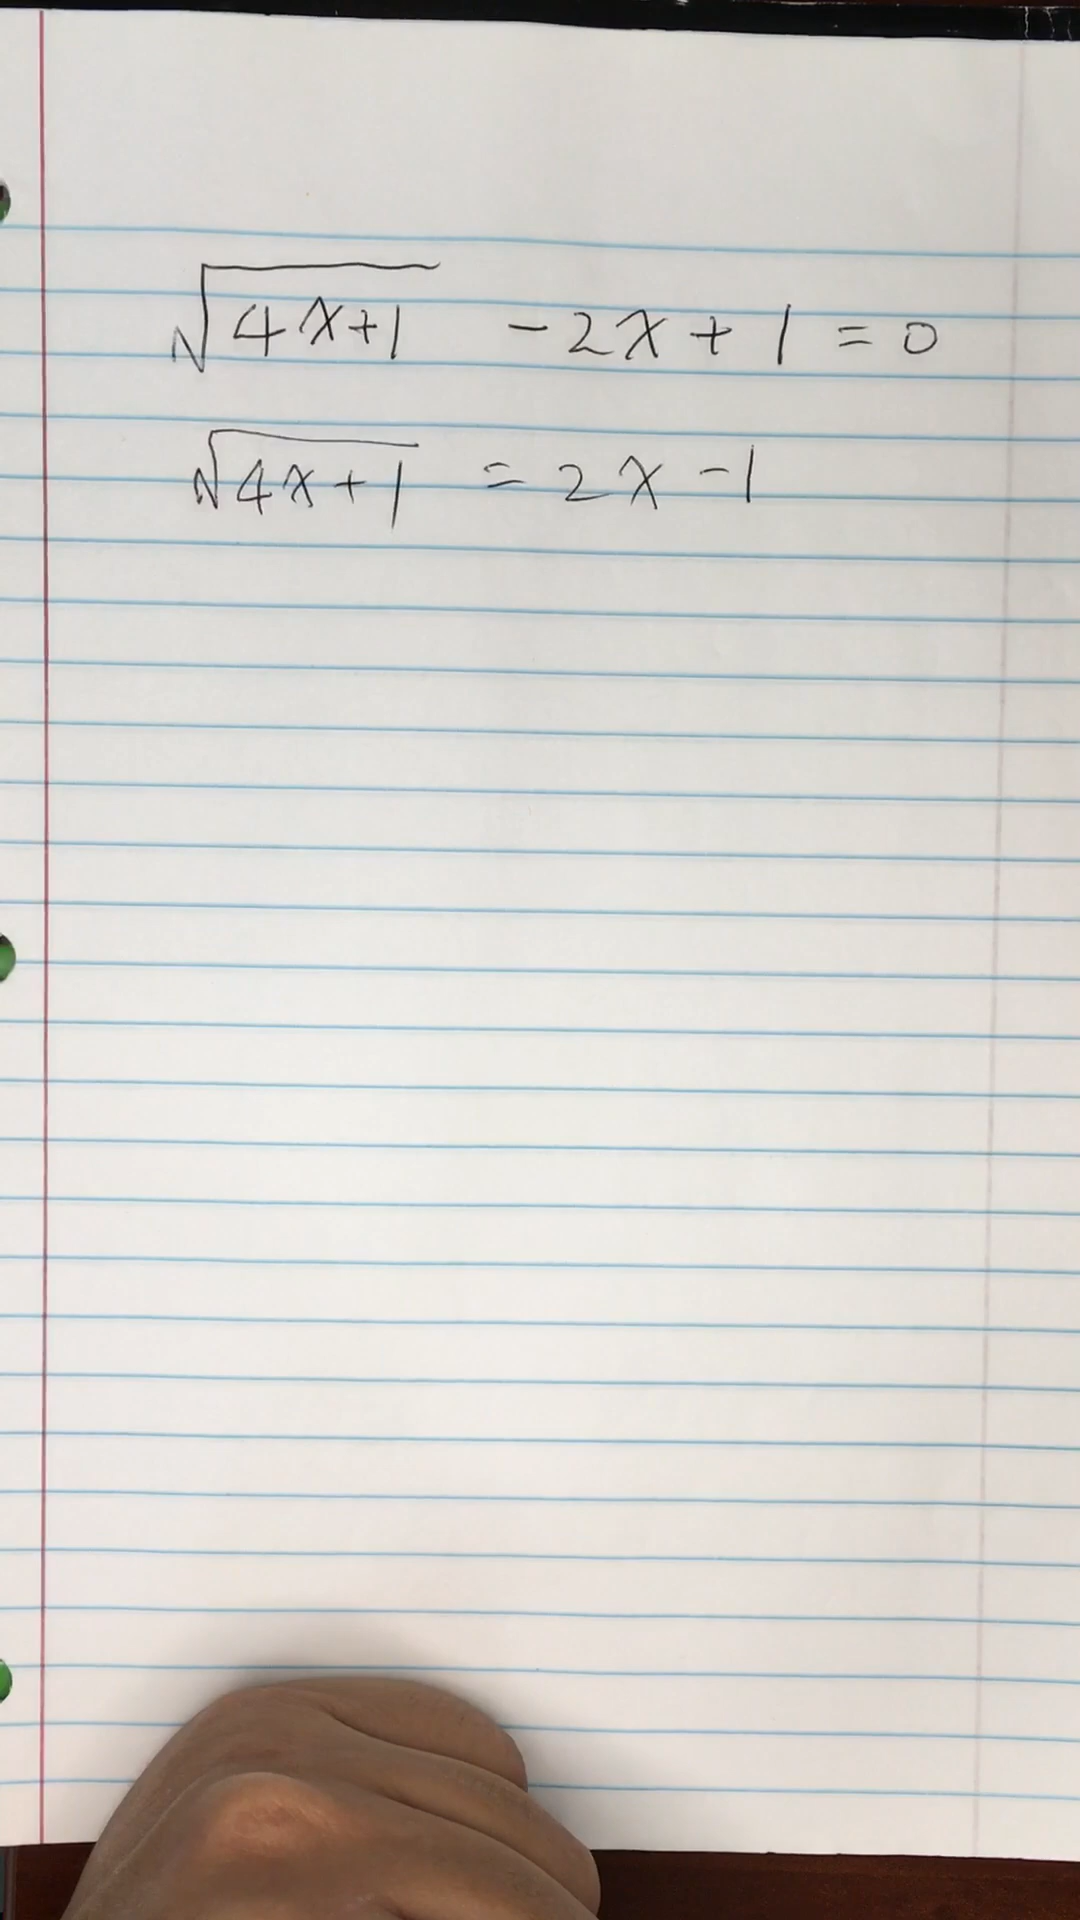 √(4x+1) -2x+1=0
√(4x+1) =2x-1